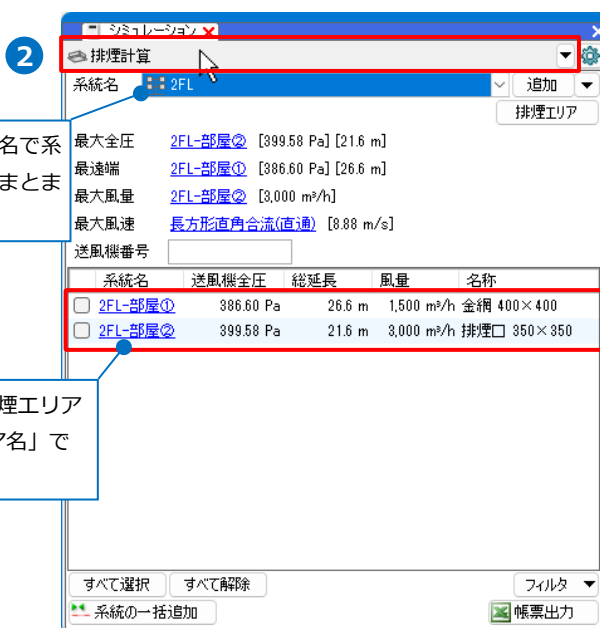 シミュレーション
2
排煙計算
系統名 2FL 追加
排煙エリア
名で系
まとま
最大全圧 2FL-部屋② [399.58 Pa] [21.6 m]
最遠端 2FL-部屋① [386.60 Pa] [26.6 m]
最大風量 2FL-部屋② [3,000 m³/h]
最大風速 長方形直角合流(直通) [8.88 m/s]
送風機番号
系統名 送風機全圧 総延長 風量 名称
2FL-部屋① 386.60 Pa 26.6 m 1,500 m³/h 金網 400×400
2FL-部屋② 399.58 Pa 21.6 m 3,000 m³/h 排煙口 350×350
煙エリア
ア名」で
すべて選択 すべて解除 フィルタ
系統の一括追加 帳票出力